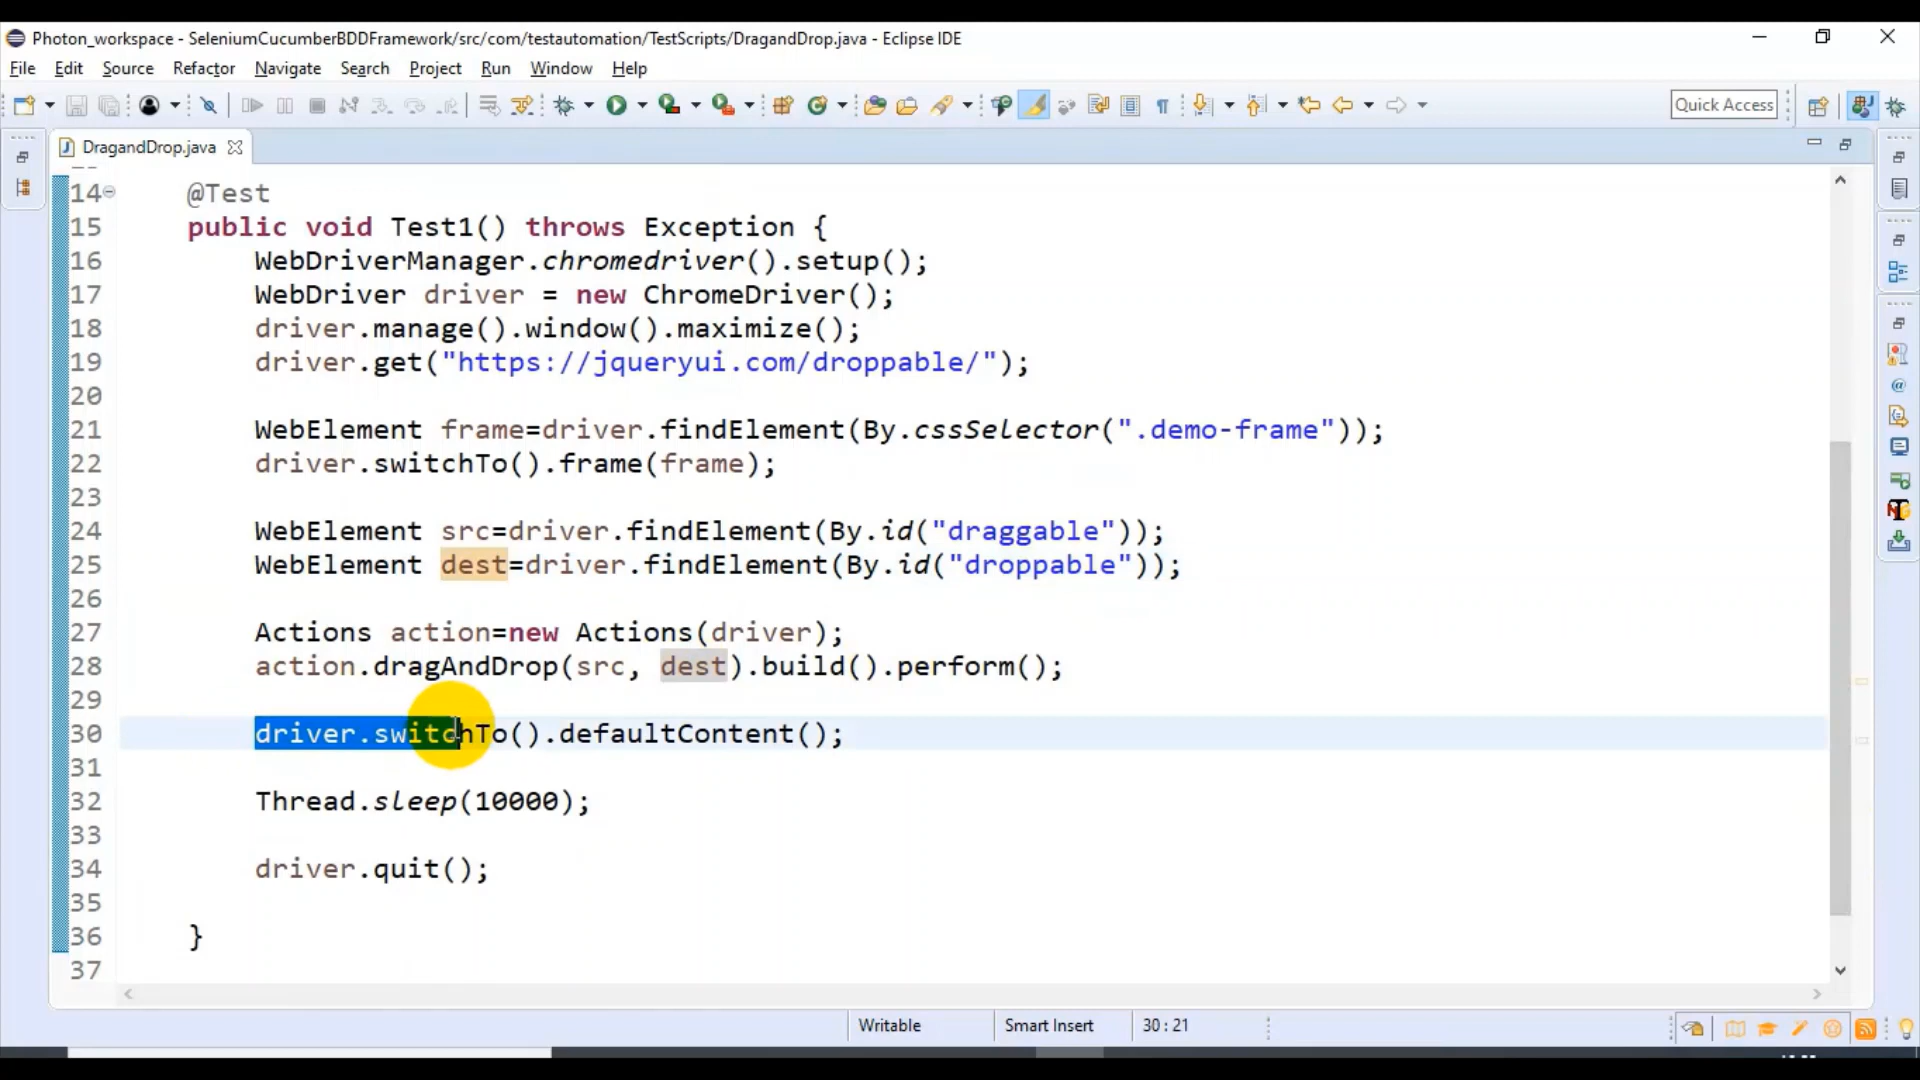 Photon_workspace - SeleniumCucumberBDDFramework/src/com/testautomation/TestScripts/DragandDrop.java - Eclipse IDE
File Edit Source Refactor Navigate Search Project Run Window Help
Quick Access
DragandDrop.java
14 @Test
15 public void Test1() throws Exception {
16 WebDriverManager.chromedriver().setup();
17 WebDriver driver = new ChromeDriver();
18 driver.manage().window().maximize();
19 driver.get("https://jqueryui.com/droppable/");
20
21 WebElement frame=driver.findElement(By.cssSelector(".demo-frame"));
22 driver.switchTo().frame(frame);
23
24 WebElement src=driver.findElement(By.id("draggable"));
25 WebElement dest=driver.findElement(By.id("droppable"));
26
27 Actions action=new Actions(driver);
28 action.dragAndDrop(src, dest).build().perform();
29
30 driver.switchTo().defaultContent();
31
32 Thread.sleep(10000);
33
34 driver.quit();
35
36 }
37
Writable Smart Insert 30 : 21